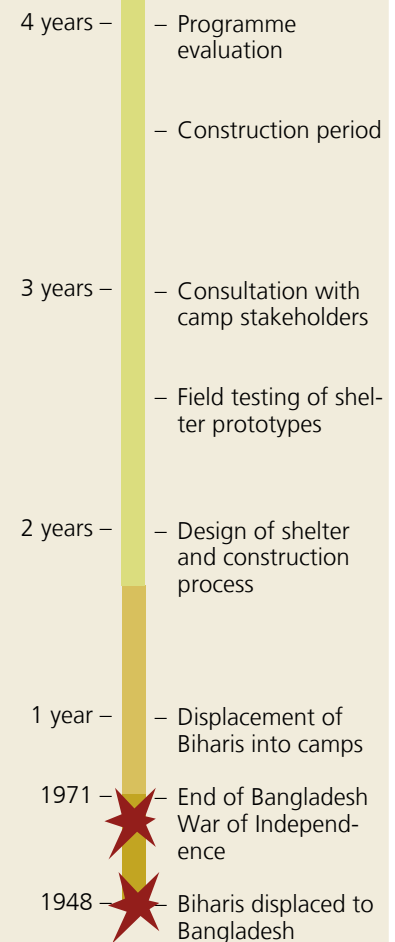 4 years – – Programme
evaluation
– Construction period
3 years – – Consultation with
camp stakeholders
– Field testing of shel-
ter prototypes
2 years – – Design of shelter
and construction
process
1 year – – Displacement of
Biharis into camps
1971 – – End of Bangladesh
War of Independ-
ence
1948 – – Biharis displaced to
Bangladesh